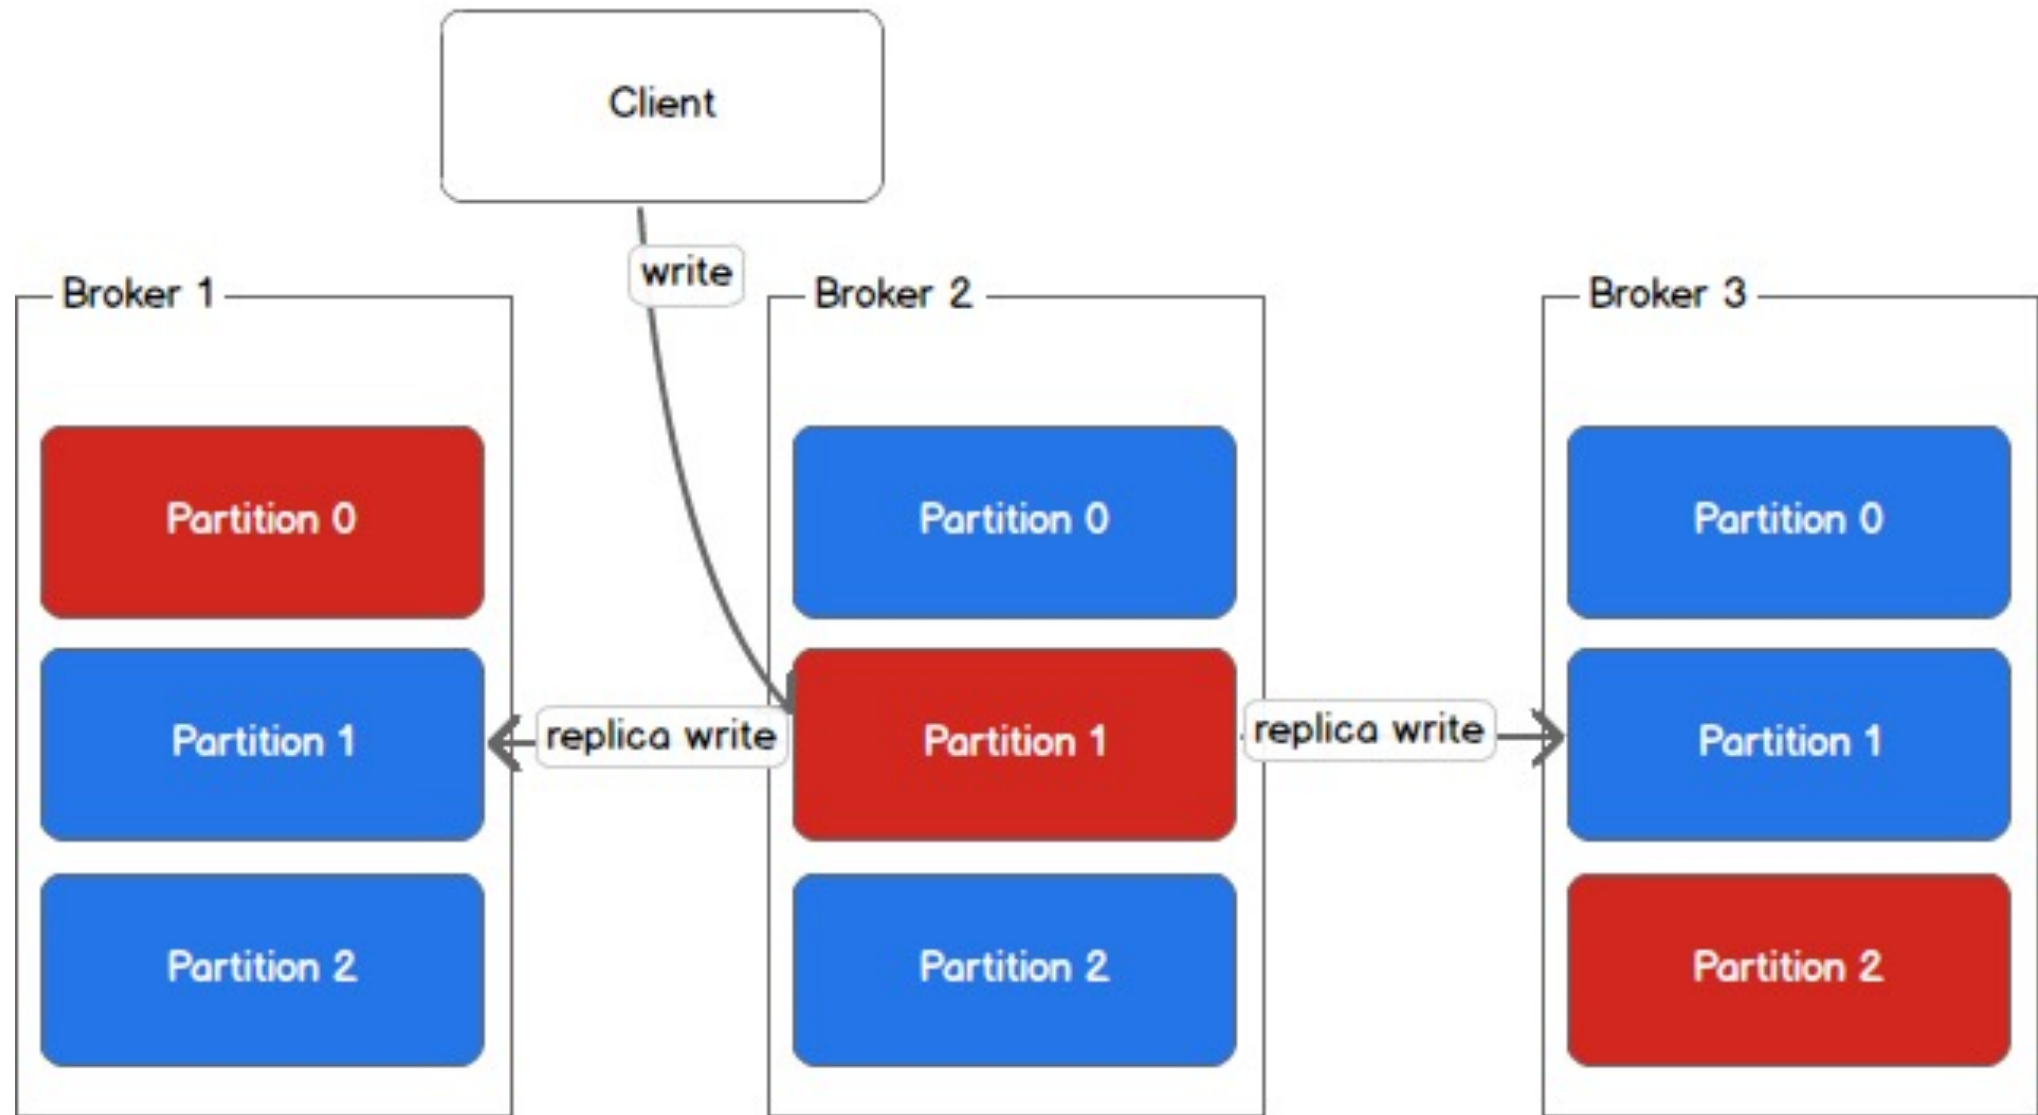 Client
write
Broker 1
Broker 2
Broker 3
Partition 0
Partition 0
Partition 0
Partition 1
replica write
Partition 1
replica write
Partition 1
Partition 2
Partition 2
Partition 2